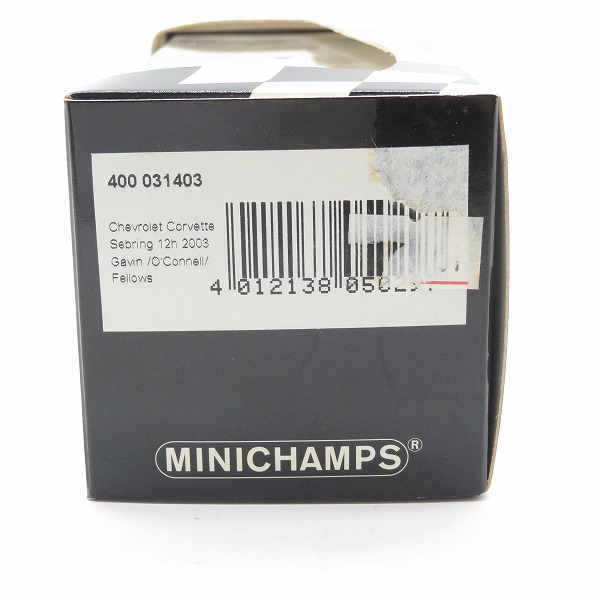 400 031403
Chevrolet Corvette
Sebring 12h 2003
Gavin /O'Connell/
Fellows
4 012138
MINICHAMPS®